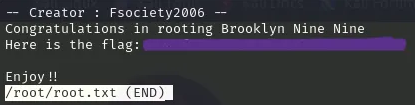 -- Creator : Fsociety2006 --
Congratulations in rooting Brooklyn Nine Nine
Here is the flag:
Enjoy!!
/root/root.txt (END)